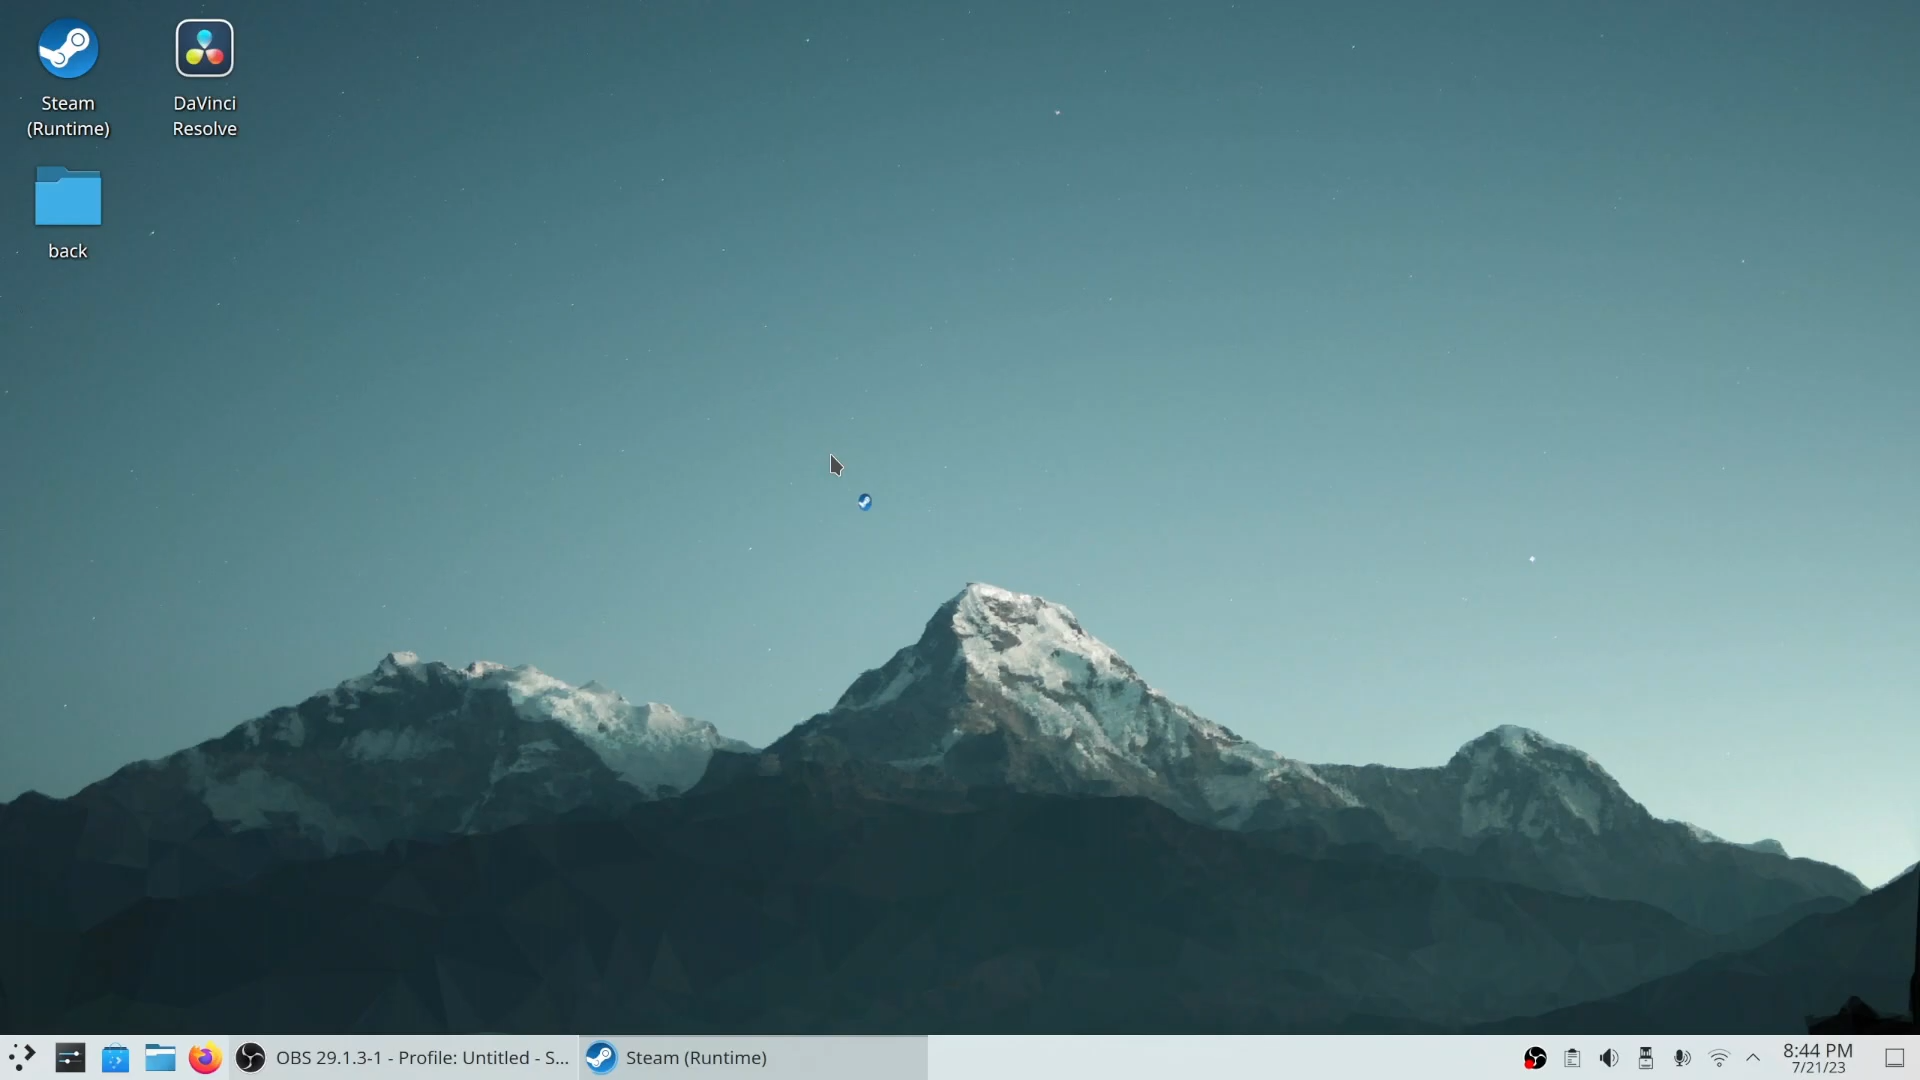 Steam
(Runtime)
DaVinci
Resolve
back
OBS 29.1.3-1 - Profile: Untitled - S...
Steam (Runtime)
8:44 PM
7/21/23